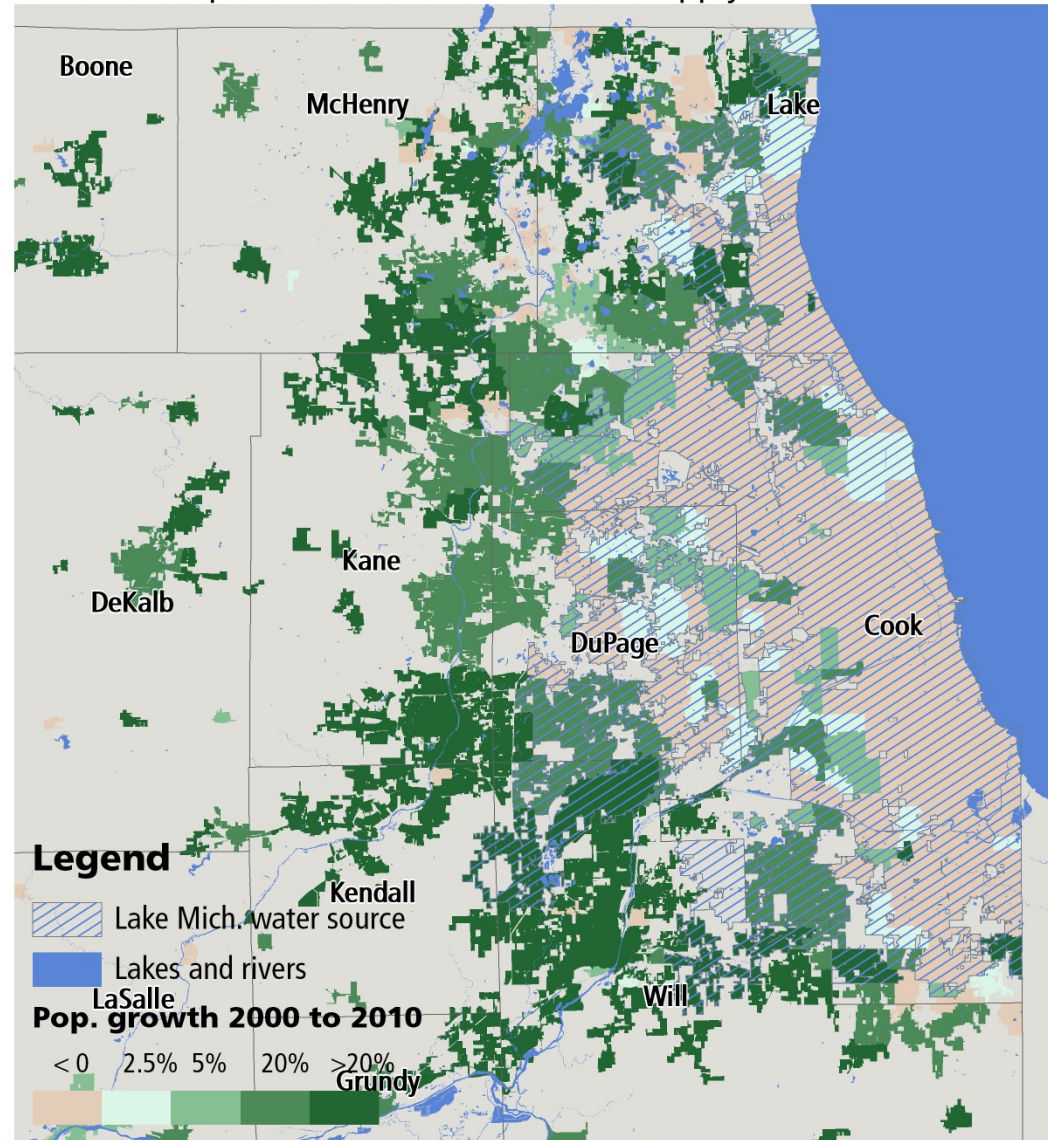 Boone
McHenry
Lake
Kane
DeKalb
DuPage
Cook
Legend
Kendall
Lake Mich. water source
Lakes and rivers
LaSalle
Will
Pop. growth 2000 to 2010
< 0 2.5% 5% 20% >20%
Grundy